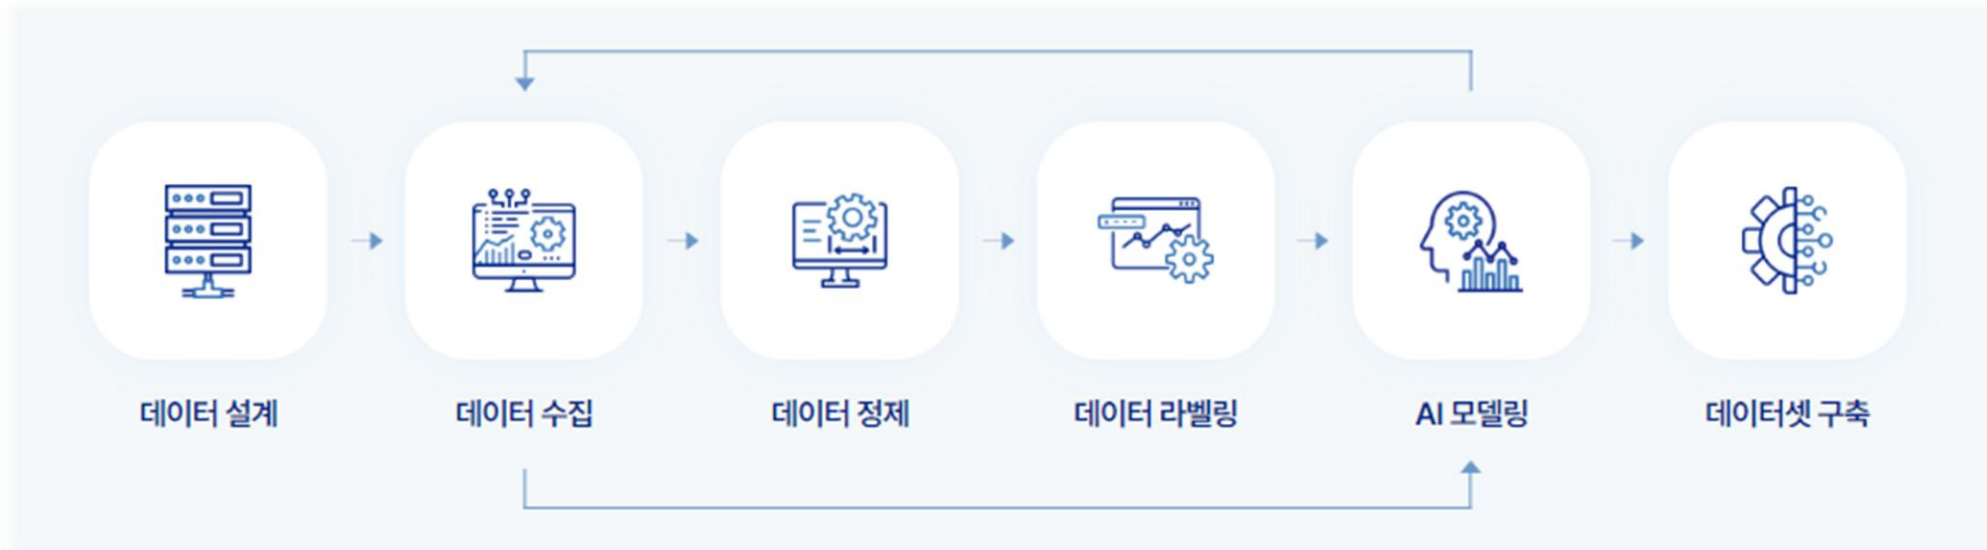 데이터 설계
데이터 수집
데이터 정제
데이터 라벨링
AI 모델링
데이터셋 구축